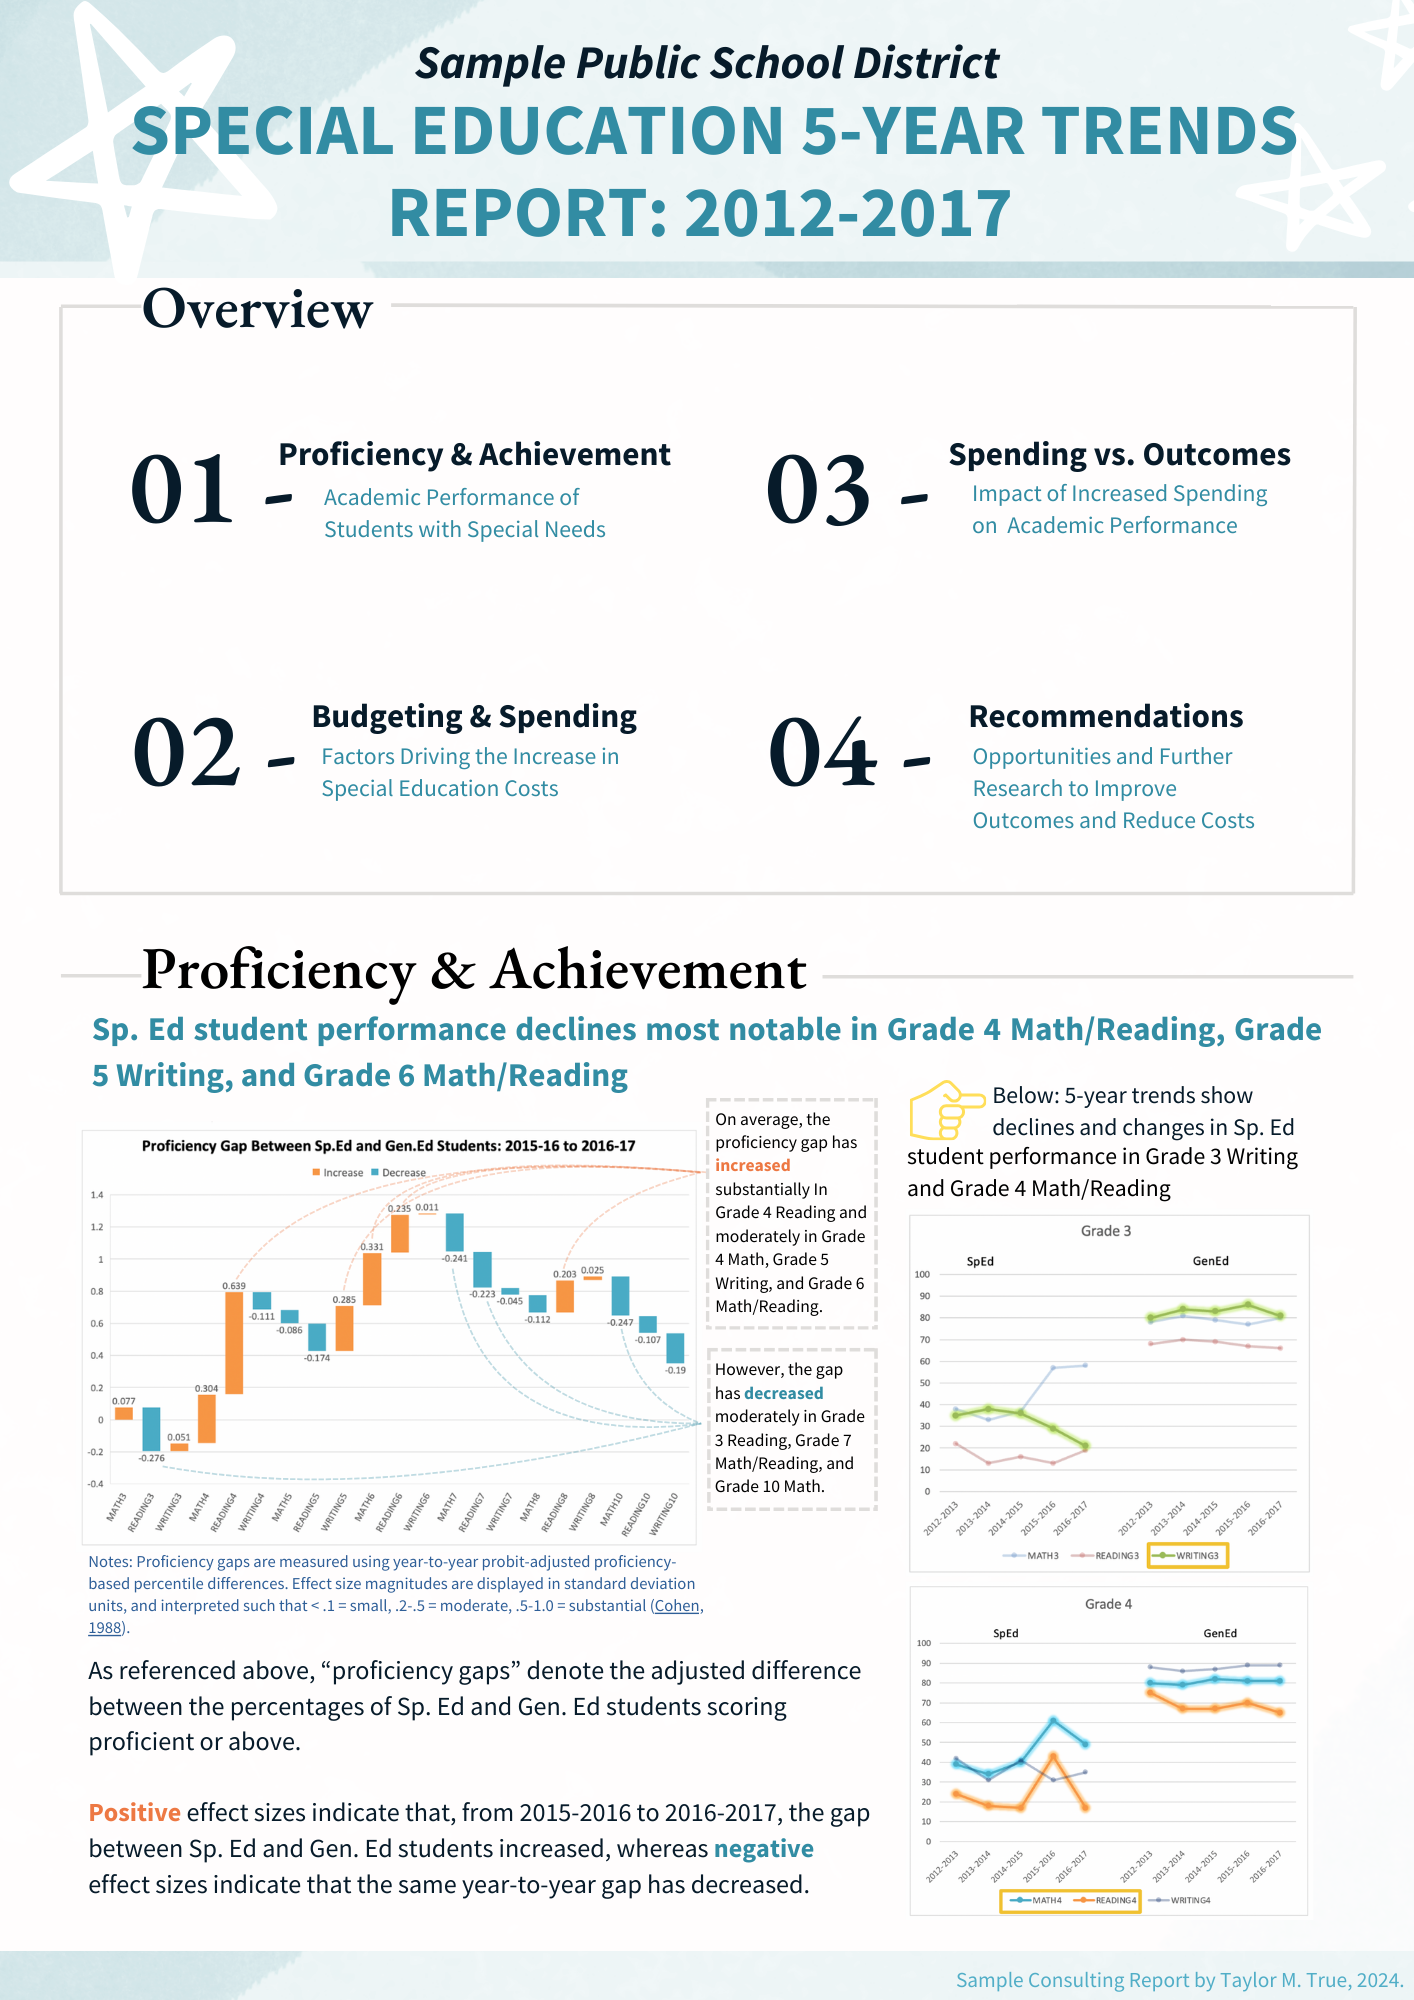 Sample Public School District
SPECIAL EDUCATION 5-YEAR TRENDS
REPORT: 2012-2017
Overview
01 -
Proficiency & Achievement
Academic Performance of
Students with Special Needs
03 -
Spending vs. Outcomes
Impact of Increased Spending
on Academic Performance
02 -
Budgeting & Spending
Factors Driving the Increase in
Special Education Costs
04 -
Recommendations
Opportunities and Further
Research to Improve
Outcomes and Reduce Costs
Proficiency & Achievement
Sp. Ed student performance declines most notable in Grade 4 Math/Reading, Grade
5 Writing, and Grade 6 Math/Reading
Proficiency Gap Between Sp.Ed and Gen.Ed Students: 2015-16 to 2016-17
Increase Decrease
1.4
1.2
1
0.8
0.6
0.4
0.2
0
-0.2
-0.4
0.077
-0.276
0.051
0.304
0.639
-0.111
-0.086
-0.174
0.285
0.331
0.235
0.011
-0.241
-0.223
-0.045
-0.112
0.203
0.025
-0.247
-0.107
-0.19
MATH3
READING3
WRITING3
MATH4
READING4
WRITING4
MATH5
READING5
WRITING5
MATH6
READING6
WRITING6
MATH7
READING7
WRITING7
MATH8
READING8
WRITING8
MATH10
READING10
WRITING10
On average, the
proficiency gap has
increased
substantially In
Grade 4 Reading and
moderately in Grade
4 Math, Grade 5
Writing, and Grade 6
Math/Reading.
However, the gap
has decreased
moderately in Grade
3 Reading, Grade 7
Math/Reading, and
Grade 10 Math.
Notes: Proficiency gaps are measured using year-to-year probit-adjusted proficiency-
based percentile differences. Effect size magnitudes are displayed in standard deviation
units, and interpreted such that < .1 = small, .2-.5 = moderate, .5-1.0 = substantial (Cohen,
1988).
As referenced above, “proficiency gaps” denote the adjusted difference
between the percentages of Sp. Ed and Gen. Ed students scoring
proficient or above.
Positive effect sizes indicate that, from 2015-2016 to 2016-2017, the gap
between Sp. Ed and Gen. Ed students increased, whereas negative
effect sizes indicate that the same year-to-year gap has decreased.
Below: 5-year trends show
declines and changes in Sp. Ed
student performance in Grade 3 Writing
and Grade 4 Math/Reading
Grade 3
SpEd GenEd
100
90
80
70
60
50
40
30
20
10
0
2012-2013
2013-2014
2014-2015
2015-2016
2016-2017
2012-2013
2013-2014
2014-2015
2015-2016
2016-2017
MATH3 READING3 WRITING3
Grade 4
SpEd GenEd
100
90
80
70
60
50
40
30
20
10
0
2012-2013
2013-2014
2014-2015
2015-2016
2016-2017
2012-2013
2013-2014
2014-2015
2015-2016
2016-2017
MATH4 READING4 WRITING4
Sample Consulting Report by Taylor M. True, 2024.